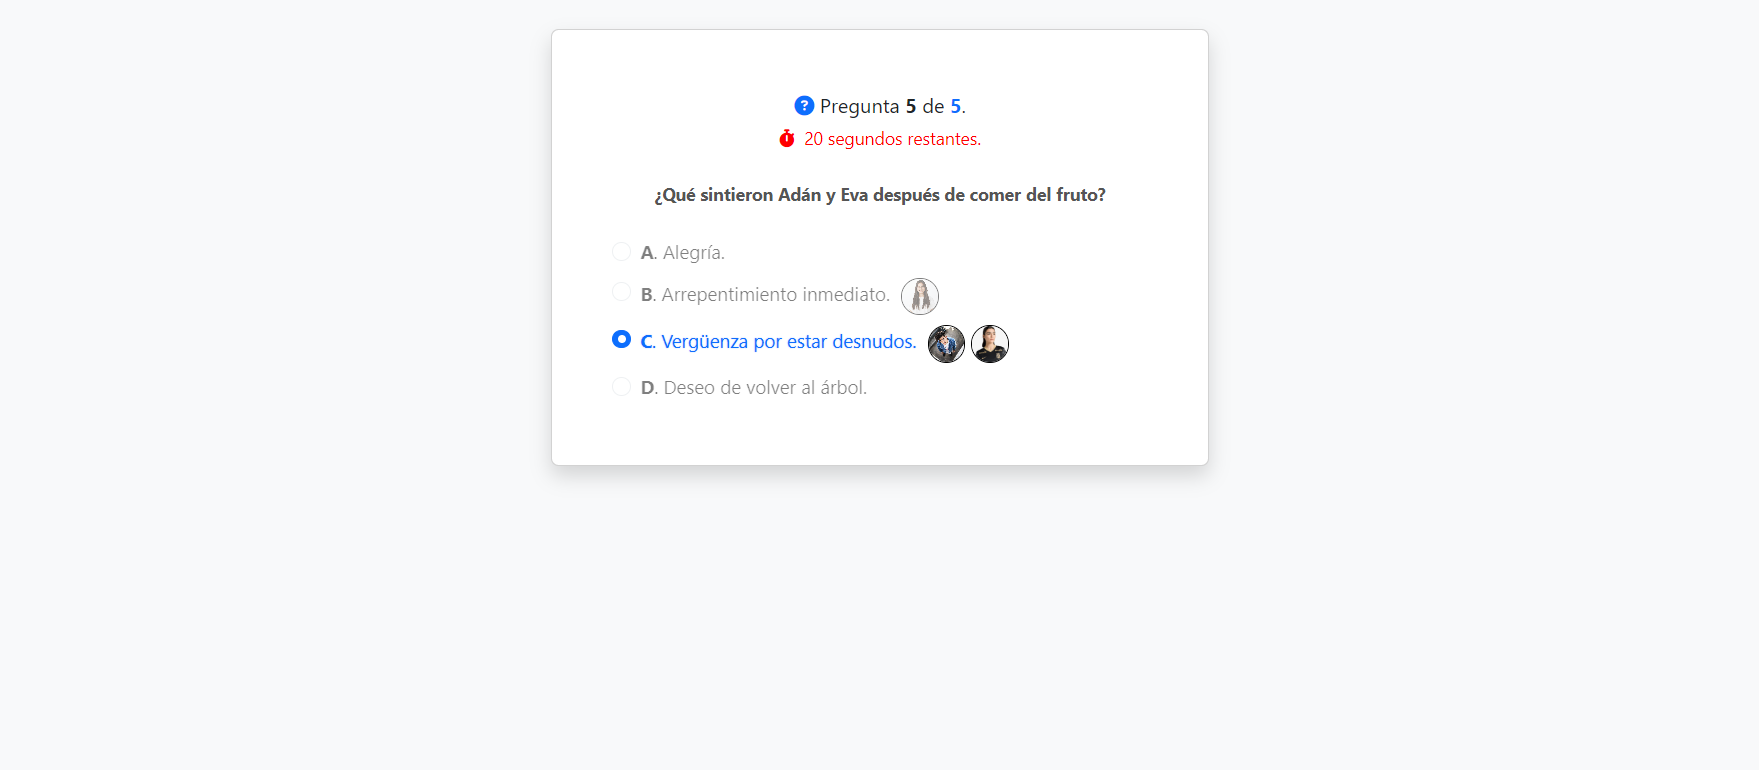 Pregunta 5 de 5.
20 segundos restantes.
¿Qué sintieron Adán y Eva después de comer del fruto?
A. Alegría.
B. Arrepentimiento inmediato.
C. Vergüenza por estar desnudos.
D. Deseo de volver al árbol.